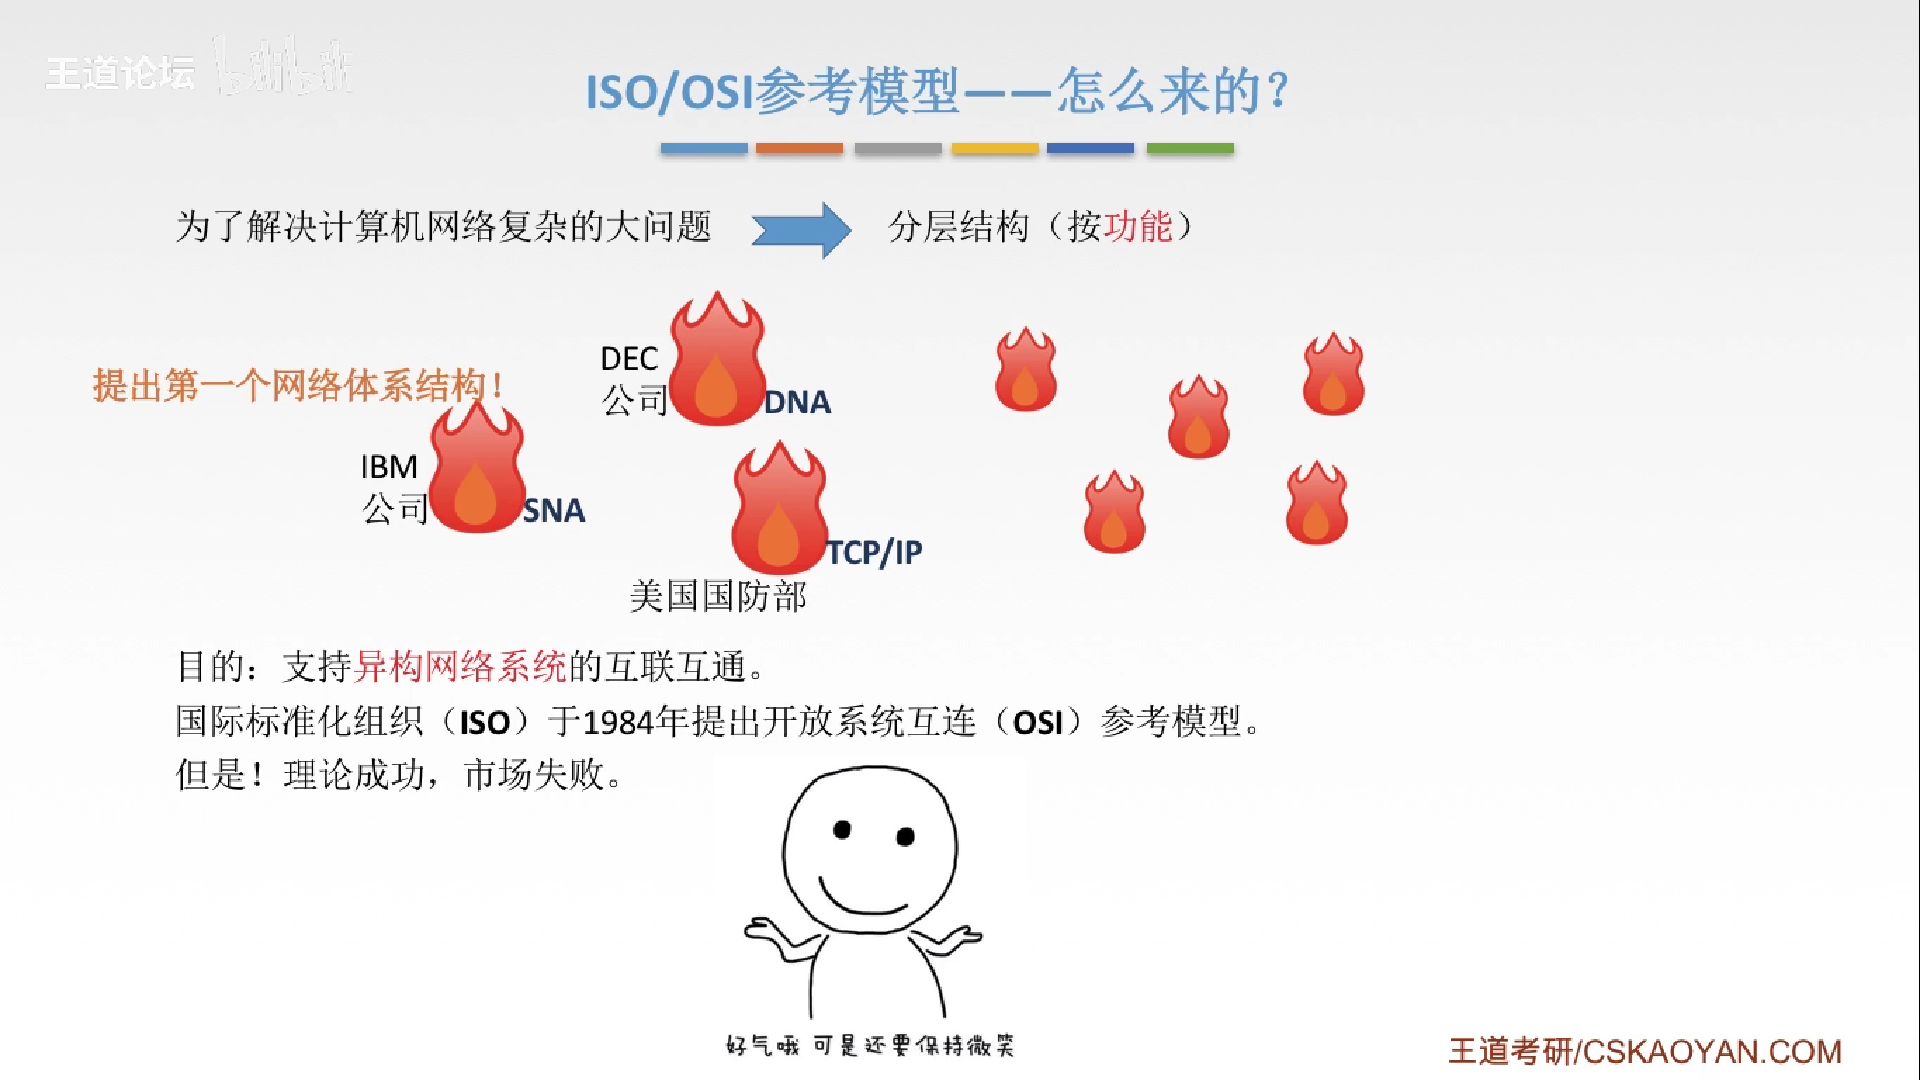 王道论坛 bilibili
ISO/OSI参考模型——怎么来的？
为了解决计算机网络复杂的大问题
分层结构（按功能）
提出第一个网络体系结构！
DEC
公司
DNA
IBM
公司
SNA
TCP/IP
美国国防部
目的：支持异构网络系统的互联互通。
国际标准化组织（ISO）于1984年提出开放系统互连（OSI）参考模型。
但是！理论成功，市场失败。
好气哦 可是还要保持微笑
王道考研/CSKAOYAN.COM